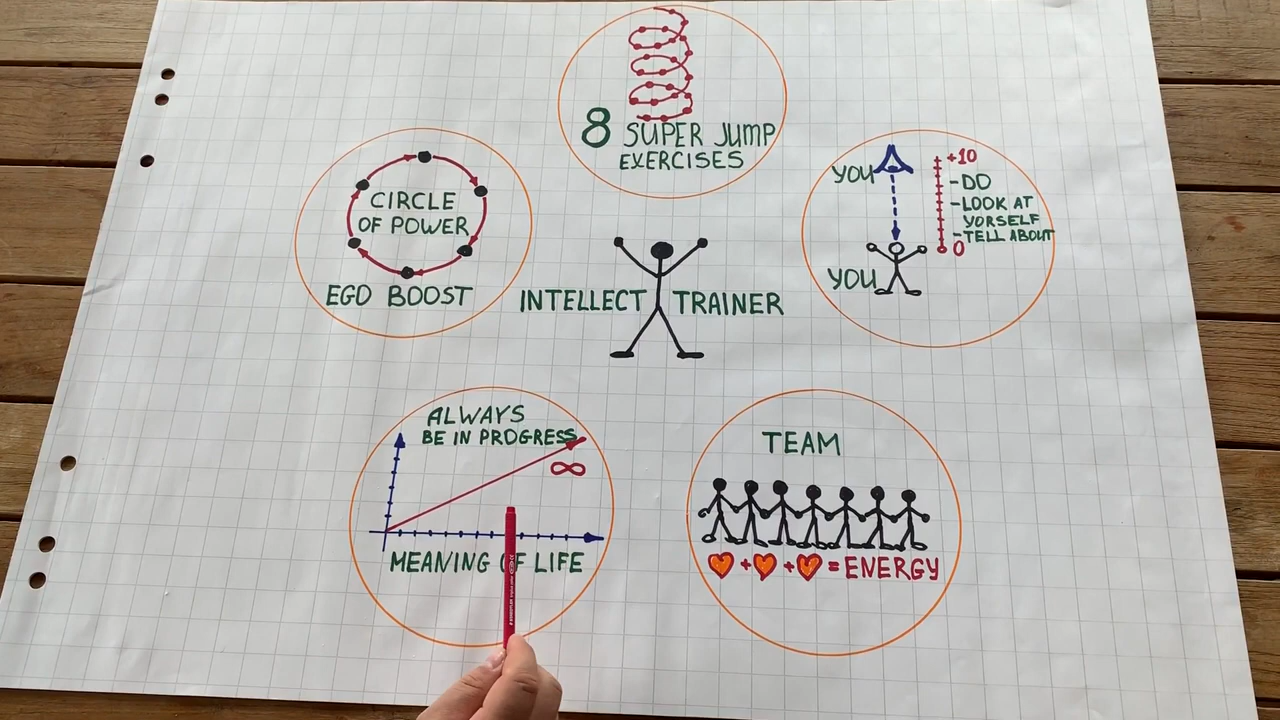 8 SUPER JUMP
EXERCISES
CIRCLE
OF POWER
EGO BOOST
YOU
YOU
+10
-DO
-LOOK AT
YORSELF
-TELL ABOUT
0
INTELLECT TRAINER
ALWAYS
BE IN PROGRESS
∞
MEANING OF LIFE
TEAM
+ + = ENERGY